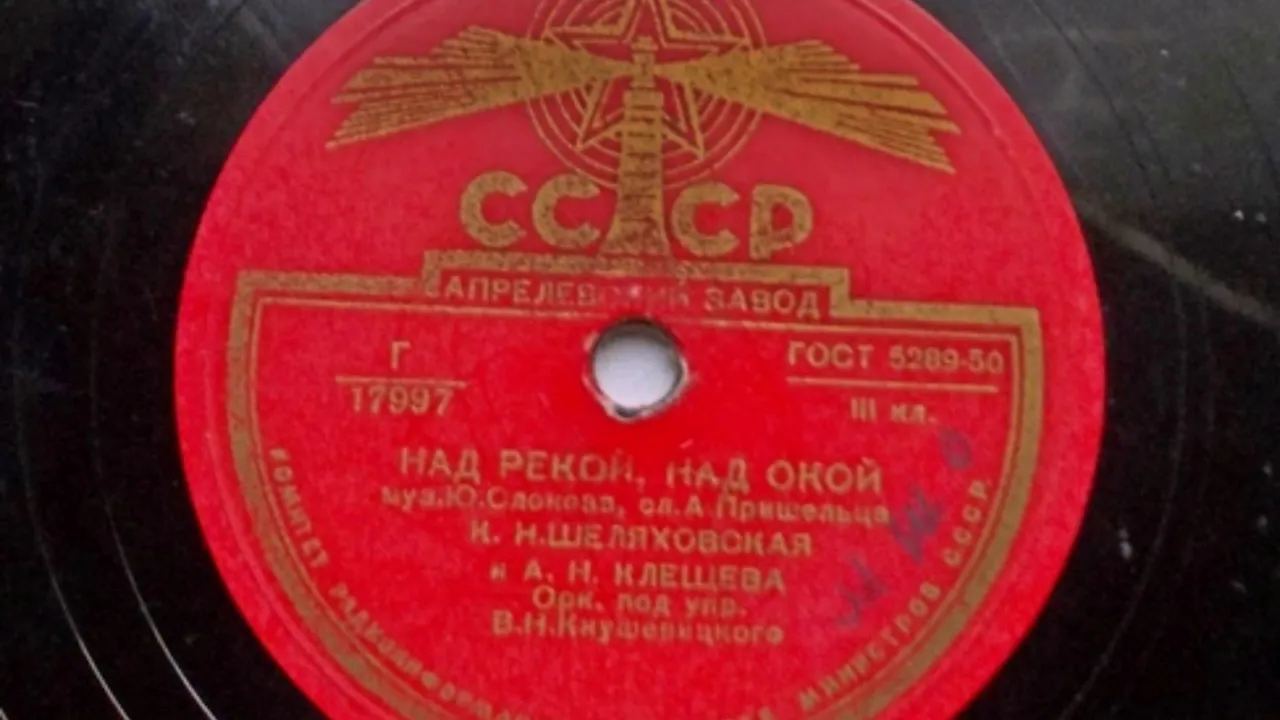 СССР
АПРЕЛЕВСКИЙ ЗАВОД
Г
17997
ГОСТ 5289-50
III кл.
НАД РЕКОЙ, НАД ОКОЙ
муз. Ю. Слонова, сл. А. Пришельца
К. Н. ШЕЛЯХОВСКАЯ
и А. Н. КЛЕЩЕВА
Орк. под упр.
В. Н. Кнушевицкого
КОМИТЕТ РАДИОИНФОРМАЦ
МИНИСТРОВ СССР